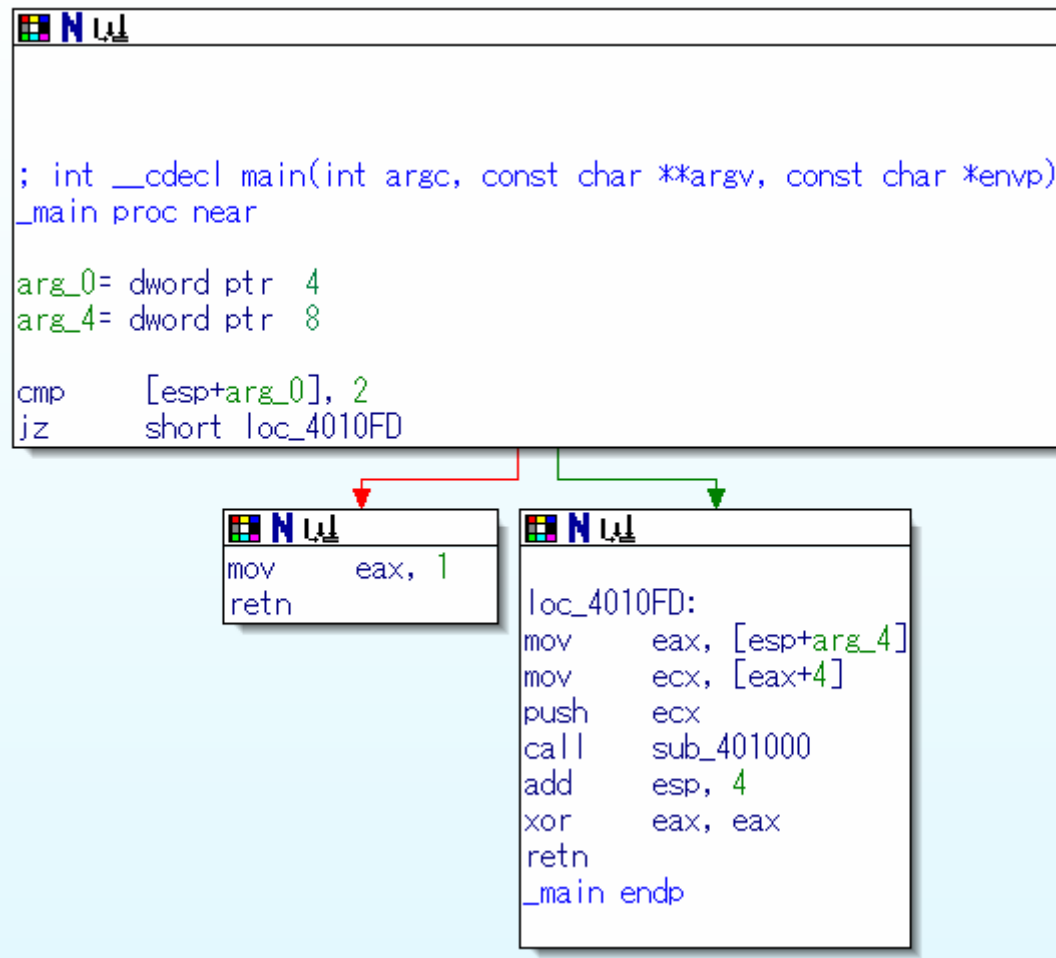 ; int __cdecl main(int argc, const char **argv, const char *envp)
_main proc near
arg_0= dword ptr  4
arg_4= dword ptr  8
cmp     [esp+arg_0], 2
jz      short loc_4010FD
mov     eax, 1
retn
loc_4010FD:
mov     eax, [esp+arg_4]
mov     ecx, [eax+4]
push    ecx
call    sub_401000
add     esp, 4
xor     eax, eax
retn
_main endp